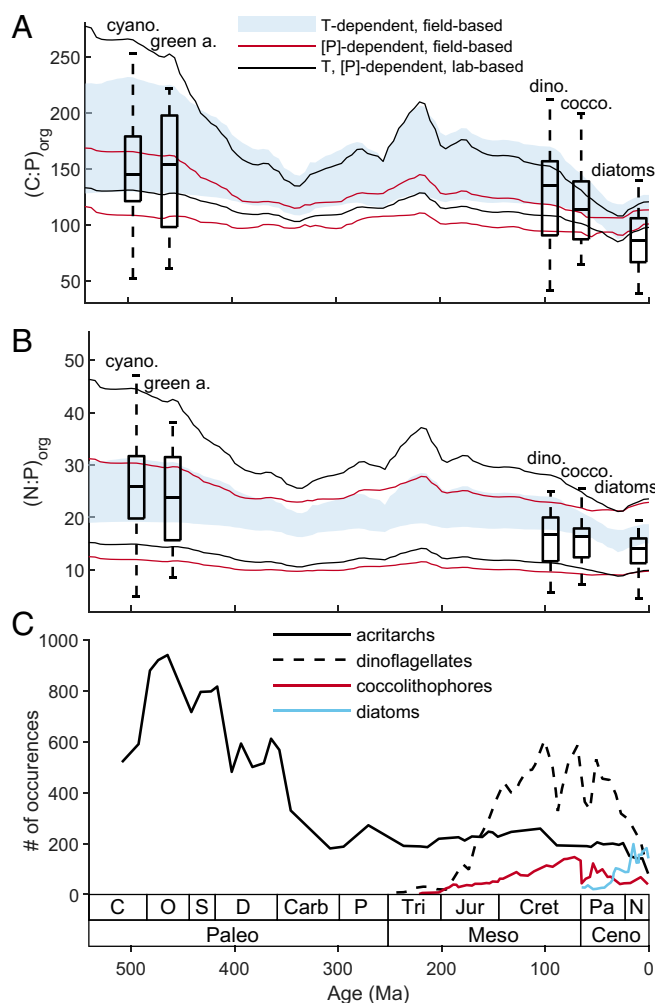 A
T-dependent, field-based
[P]-dependent, field-based
T, [P]-dependent, lab-based
cyano.
green a.
dino.
cocco.
diatoms
250
200
150
100
50
(C:P)org
B
cyano.
green a.
dino.
cocco.
diatoms
50
40
30
20
10
(N:P)org
C
acritarchs
dinoflagellates
coccolithophores
diatoms
1000
800
600
400
200
0
# of occurences
C O S D Carb P Tri Jur Cret Pa N
Paleo Meso Ceno
500 400 300 200 100 0
Age (Ma)